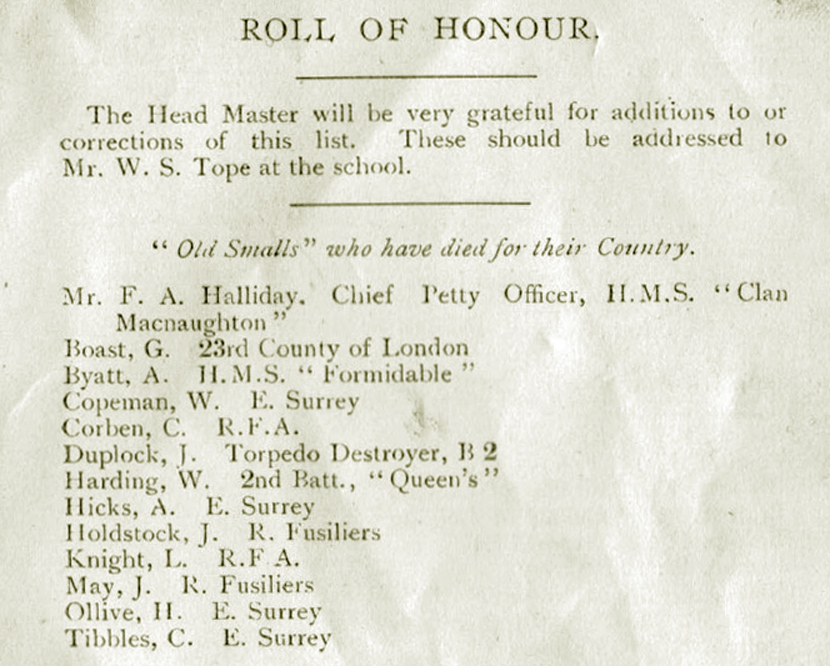 ROLL OF HONOUR.
The Head Master will be very grateful for additions to or
corrections of this list. These should be addressed to
Mr. W. S. Tope at the school.
“ Old Smalls” who have died for their Country.
Mr. F. A. Halliday. Chief Petty Officer, H.M.S. “Clan
Macnaughton”
Boast, G. 23rd County of London
Byatt, A. H.M.S. “ Formidable ”
Copeman, W. E. Surrey
Corben, C. R.F.A.
Duplock, J. Torpedo Destroyer, B 2
Harding, W. 2nd Batt., “Queen's”
Hicks, A. E. Surrey
Holdstock, J. R. Fusiliers
Knight, L. R.F A.
May, J. R. Fusiliers
Ollive, H. E. Surrey
Tibbles, C. E. Surrey